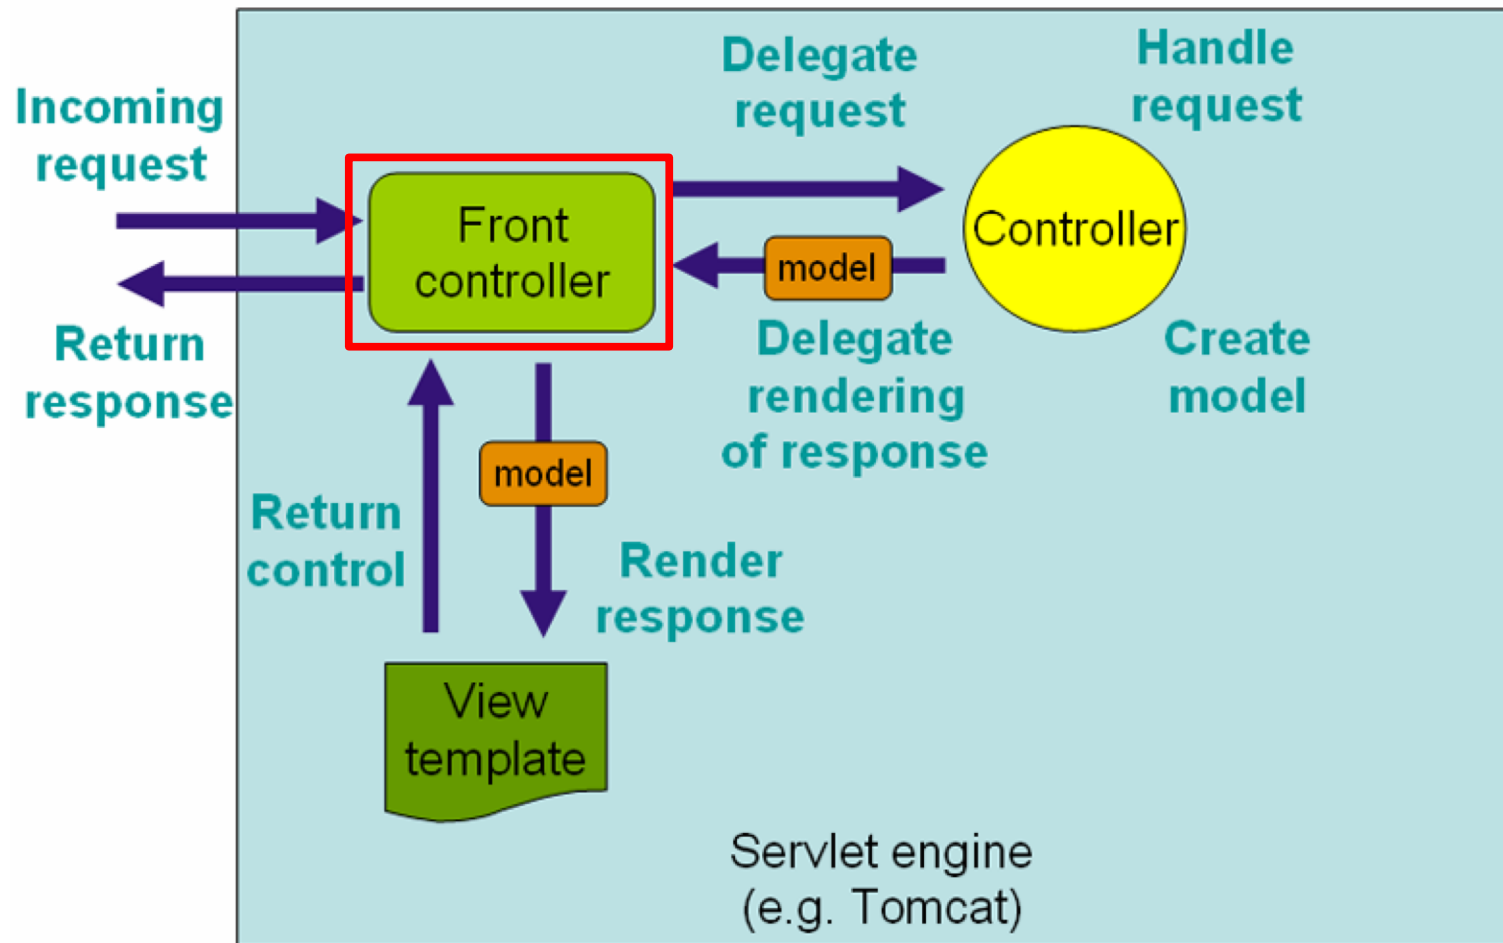 Incoming
request
Return
response
Front
controller
Delegate
request
Handle
request
Controller
model
Delegate
rendering
of response
Create
model
model
Return
control
Render
response
View
template
Servlet engine
(e.g. Tomcat)